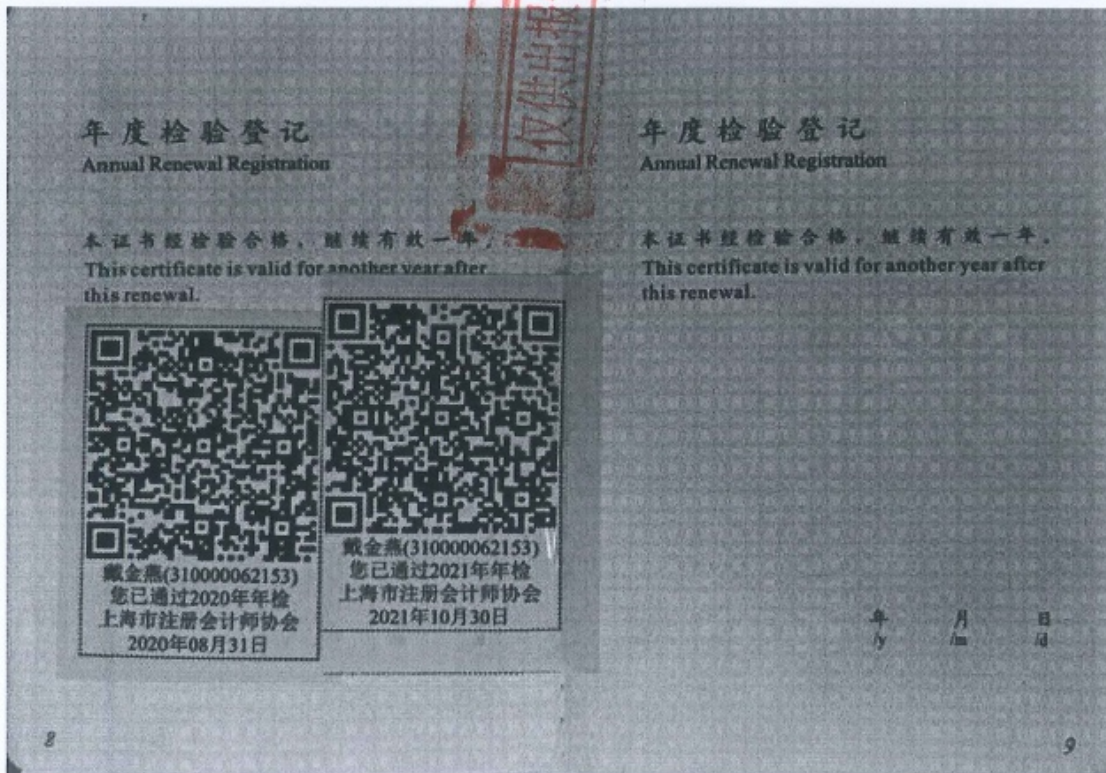 仅供出报
年度检验登记
Annual Renewal Registration
本证书经检验合格，继续有效一年。
This certificate is valid for another year after
this renewal.
戴金燕(310000062153)
您已通过2020年年检
上海市注册会计师协会
2020年08月31日
戴金燕(310000062153)
您已通过2021年年检
上海市注册会计师协会
2021年10月30日
8
年度检验登记
Annual Renewal Registration
本证书经检验合格，继续有效一年。
This certificate is valid for another year after
this renewal.
年 月 日
/y /m /d
9